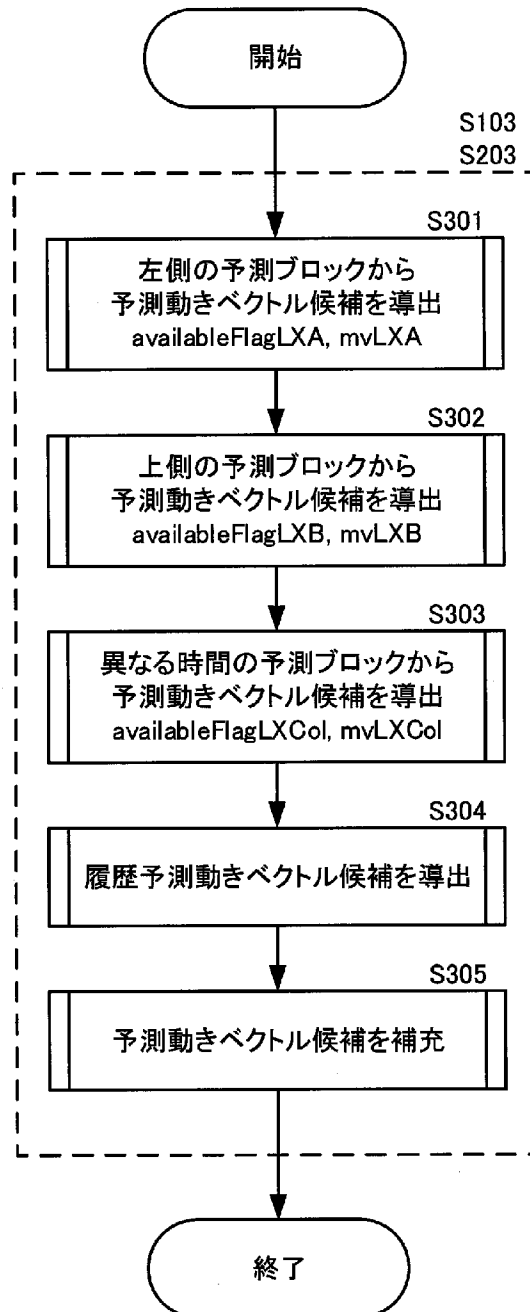 開始
S103
S203
S301
左側の予測ブロックから
予測動きベクトル候補を導出
availableFlagLXA, mvLXA
S302
上側の予測ブロックから
予測動きベクトル候補を導出
availableFlagLXB, mvLXB
S303
異なる時間の予測ブロックから
予測動きベクトル候補を導出
availableFlagLXCol, mvLXCol
S304
履歴予測動きベクトル候補を導出
S305
予測動きベクトル候補を補充
終了